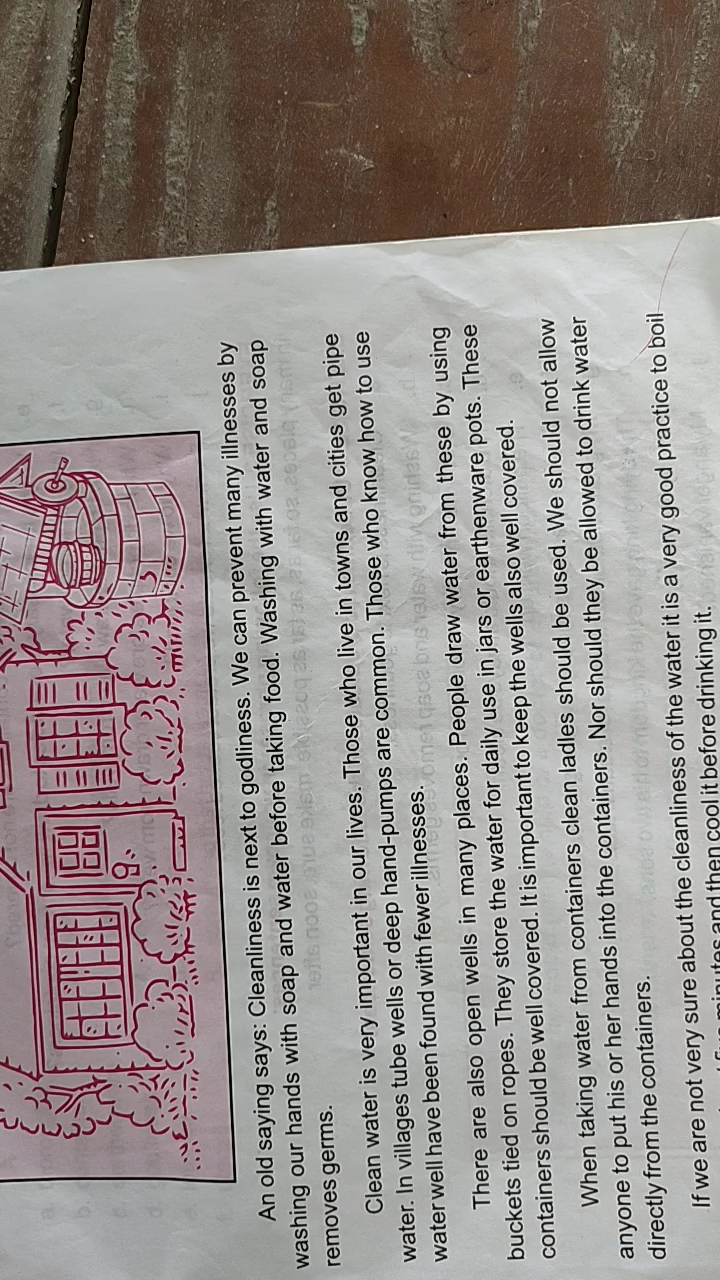 An old saying says: Cleanliness is next to godliness. We can prevent many illnesses by
washing our hands with soap and water before taking food. Washing with water and soap
removes germs.
Clean water is very important in our lives. Those who live in towns and cities get pipe
water. In villages tube wells or deep hand-pumps are common. Those who know how to use
water well have been found with fewer illnesses.
There are also open wells in many places. People draw water from these by using
buckets tied on ropes. They store the water for daily use in jars or earthenware pots. These
containers should be well covered. It is important to keep the wells also well covered.
When taking water from containers clean ladles should be used. We should not allow
anyone to put his or her hands into the containers. Nor should they be allowed to drink water
directly from the containers.
If we are not very sure about the cleanliness of the water it is a very good practice to boil
minutes and then cool it before drinking it.